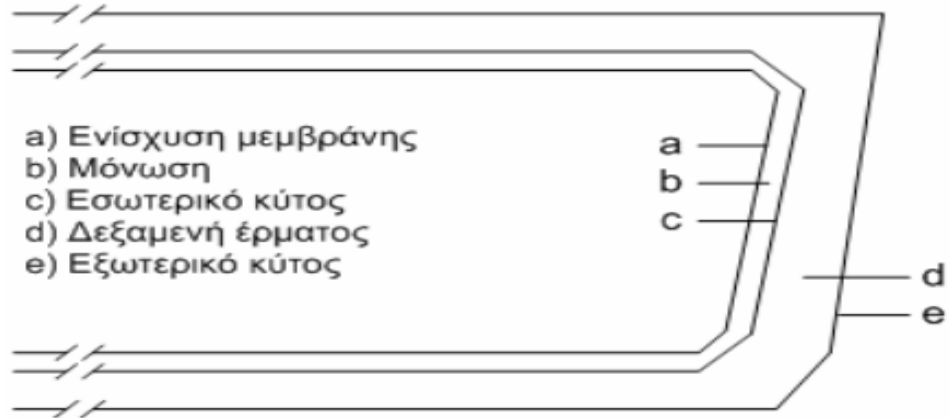 a) Ενίσχυση μεμβράνης
b) Μόνωση
c) Εσωτερικό κύτος
d) Δεξαμενή έρματος
e) Εξωτερικό κύτος
a
b
c
d
e